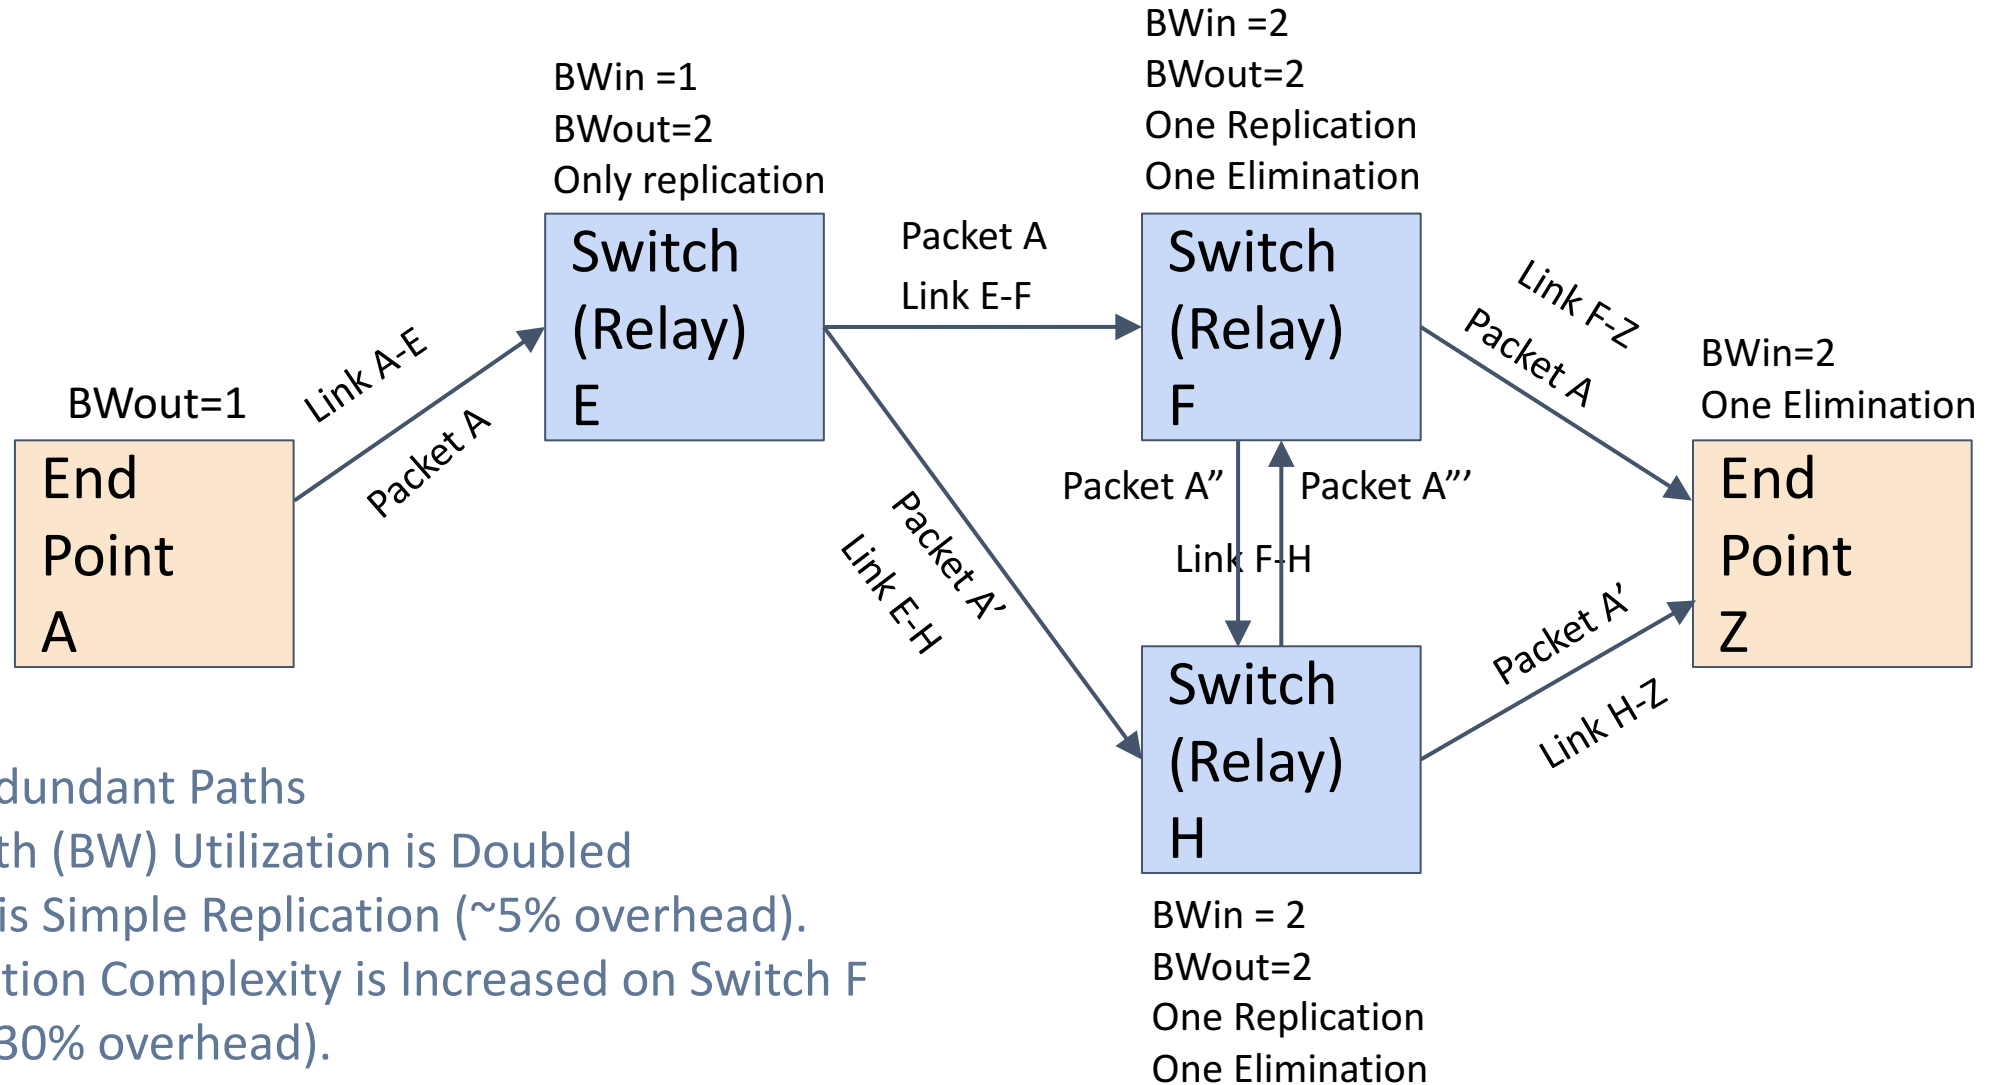 BWin =2
BWout=2
One Replication
One Elimination
BWin =1
BWout=2
Only replication
Switch
(Relay)
E
Packet A
Link E-F
Switch
(Relay)
F
Link F-Z
Packet A
BWin=2
One Elimination
BWout=1
Link A-E
Packet A
End
Point
A
Packet A’
Link E-H
Packet A”
Packet A”’
Link F-H
End
Point
Z
Switch
(Relay)
H
Packet A’
Link H-Z
dundant Paths
th (BW) Utilization is Doubled
is Simple Replication (~5% overhead).
tion Complexity is Increased on Switch F
30% overhead).
BWin = 2
BWout=2
One Replication
One Elimination